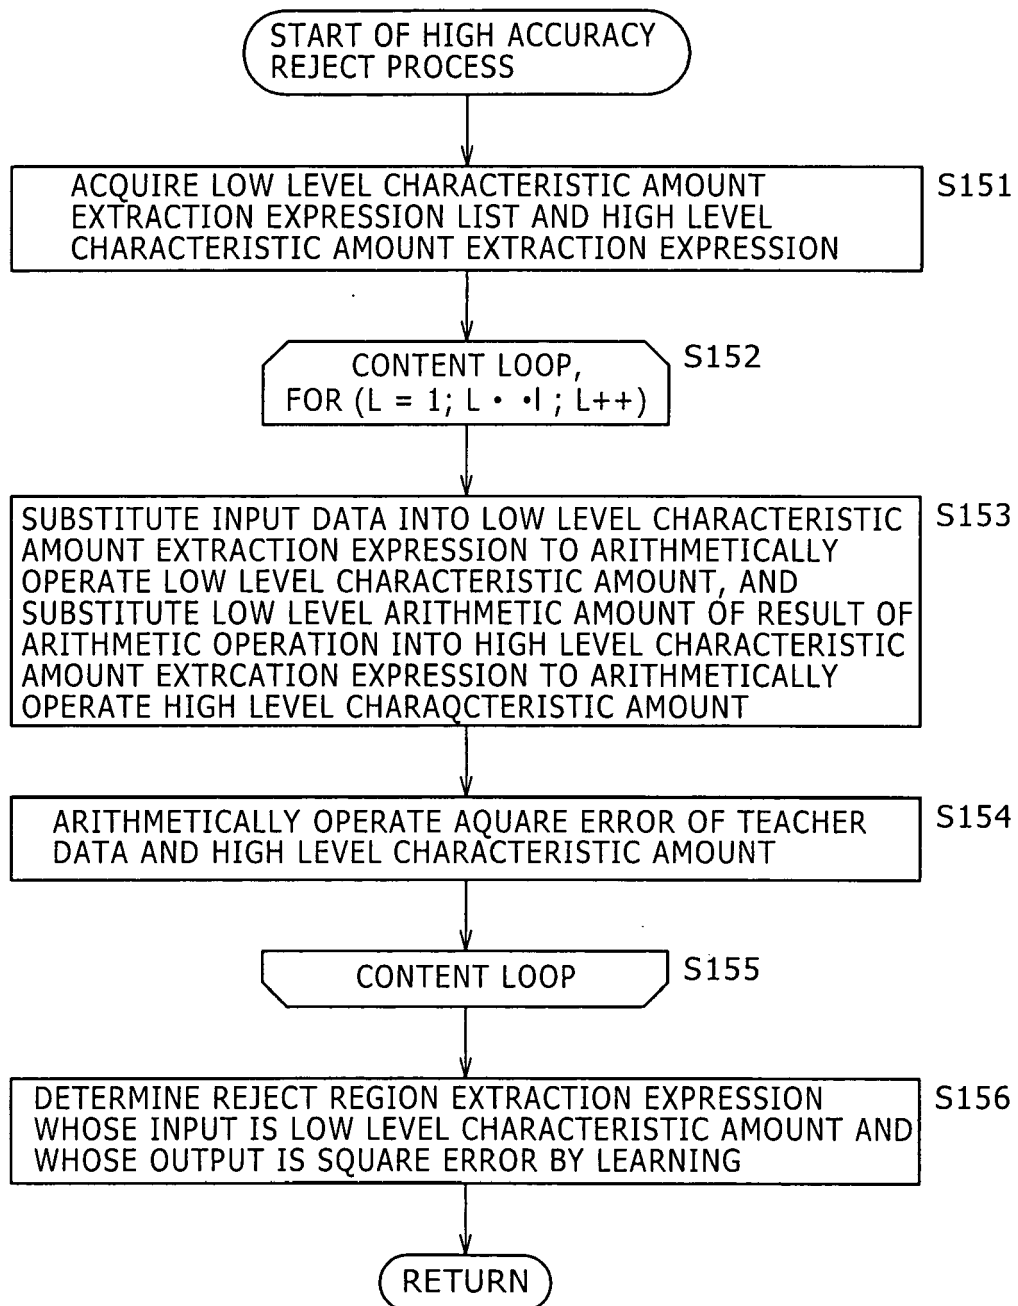 START OF HIGH ACCURACY
REJECT PROCESS
ACQUIRE LOW LEVEL CHARACTERISTIC AMOUNT
EXTRACTION EXPRESSION LIST AND HIGH LEVEL
CHARACTERISTIC AMOUNT EXTRACTION EXPRESSION
S151
CONTENT LOOP,
FOR (L = 1; L・・l ; L++)
S152
SUBSTITUTE INPUT DATA INTO LOW LEVEL CHARACTERISTIC
AMOUNT EXTRACTION EXPRESSION TO ARITHMETICALLY
OPERATE LOW LEVEL CHARACTERISTIC AMOUNT, AND
SUBSTITUTE LOW LEVEL ARITHMETIC AMOUNT OF RESULT OF
ARITHMETIC OPERATION INTO HIGH LEVEL CHARACTERISTIC
AMOUNT EXTRCATION EXPRESSION TO ARITHMETICALLY
OPERATE HIGH LEVEL CHARAQCTERISTIC AMOUNT
S153
ARITHMETICALLY OPERATE AQUARE ERROR OF TEACHER
DATA AND HIGH LEVEL CHARACTERISTIC AMOUNT
S154
CONTENT LOOP
S155
DETERMINE REJECT REGION EXTRACTION EXPRESSION
WHOSE INPUT IS LOW LEVEL CHARACTERISTIC AMOUNT AND
WHOSE OUTPUT IS SQUARE ERROR BY LEARNING
S156
RETURN